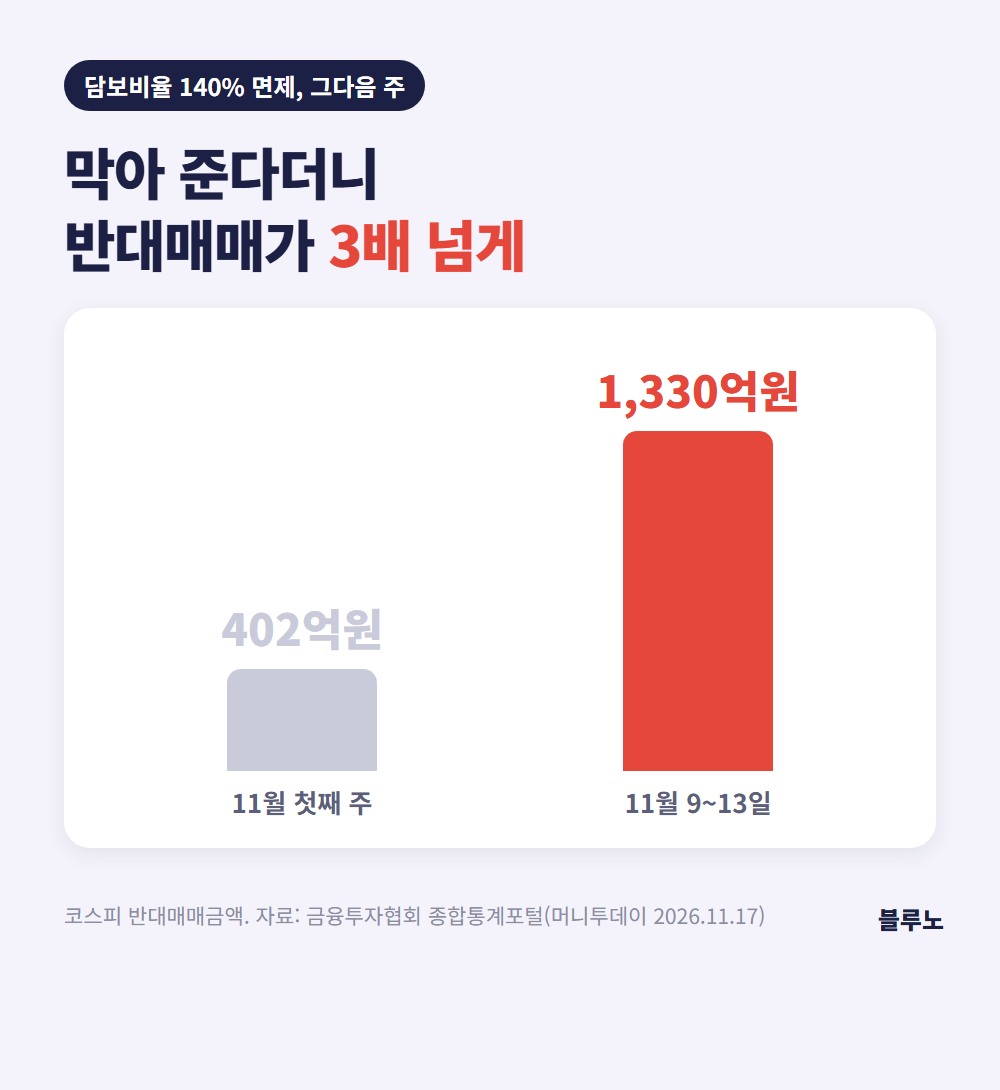 담보비율 140% 면제, 그다음 주
막아 준다더니
반대매매가 3배 넘게
1,330억원
402억원
11월 첫째 주
11월 9~13일
코스피 반대매매금액. 자료: 금융투자협회 종합통계포털(머니투데이 2026.11.17)
블루노